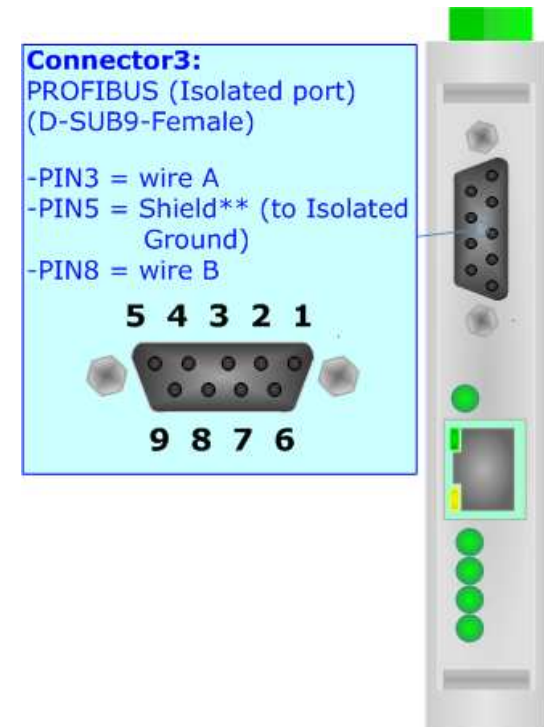 Connector3:
PROFIBUS (Isolated port)
(D-SUB9-Female)
-PIN3 = wire A
-PIN5 = Shield** (to Isolated
Ground)
-PIN8 = wire B
5 4 3 2 1
9 8 7 6